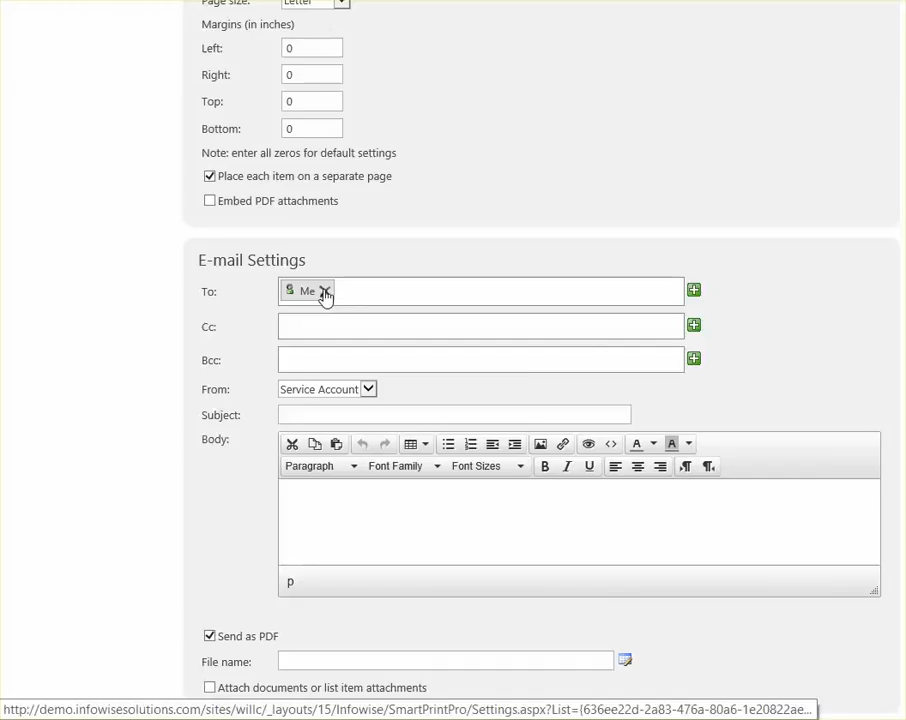 Page size: Letter
Margins (in inches)
Left: 0
Right: 0
Top: 0
Bottom: 0
Note: enter all zeros for default settings
Place each item on a separate page
Embed PDF attachments
E-mail Settings
To: Me
Cc:
Bcc:
From: Service Account
Subject:
Body:
A A
Paragraph Font Family Font Sizes B I U
p
Send as PDF
File name:
Attach documents or list item attachments
http://demo.infowisesolutions.com/sites/willc/_layouts/15/Infowise/SmartPrintPro/Settings.aspx?List={636ee22d-2a83-476a-80a6-1e20822ae...